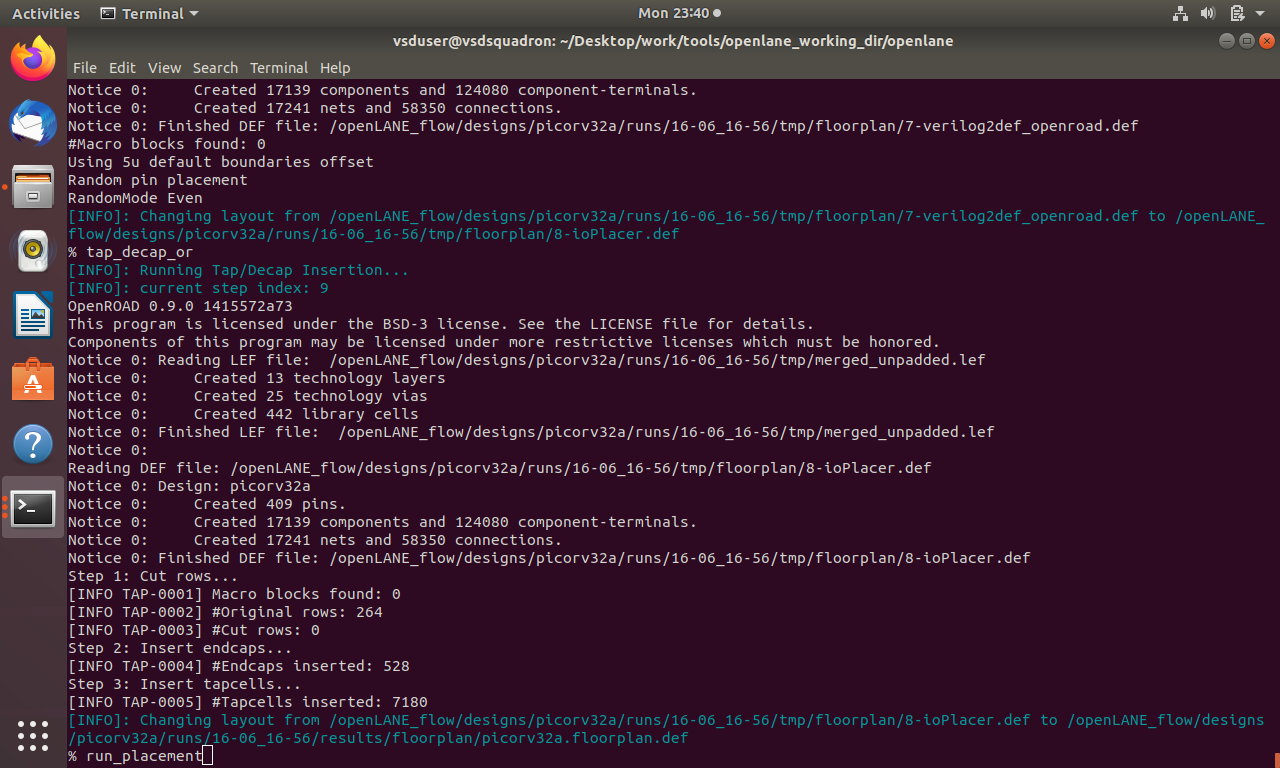 Activities Terminal Mon 23:40
vsduser@vsdsquadron: ~/Desktop/work/tools/openlane_working_dir/openlane
File Edit View Search Terminal Help
Notice 0:     Created 17139 components and 124080 component-terminals.
Notice 0:     Created 17241 nets and 58350 connections.
Notice 0: Finished DEF file: /openLANE_flow/designs/picorv32a/runs/16-06_16-56/tmp/floorplan/7-verilog2def_openroad.def
#Macro blocks found: 0
Using 5u default boundaries offset
Random pin placement
RandomMode Even
[INFO]: Changing layout from /openLANE_flow/designs/picorv32a/runs/16-06_16-56/tmp/floorplan/7-verilog2def_openroad.def to /openLANE_
flow/designs/picorv32a/runs/16-06_16-56/tmp/floorplan/8-ioPlacer.def
% tap_decap_or
[INFO]: Running Tap/Decap Insertion...
[INFO]: current step index: 9
OpenROAD 0.9.0 1415572a73
This program is licensed under the BSD-3 license. See the LICENSE file for details.
Components of this program may be licensed under more restrictive licenses which must be honored.
Notice 0: Reading LEF file:  /openLANE_flow/designs/picorv32a/runs/16-06_16-56/tmp/merged_unpadded.lef
Notice 0:     Created 13 technology layers
Notice 0:     Created 25 technology vias
Notice 0:     Created 442 library cells
Notice 0: Finished LEF file:  /openLANE_flow/designs/picorv32a/runs/16-06_16-56/tmp/merged_unpadded.lef
Notice 0:
Reading DEF file: /openLANE_flow/designs/picorv32a/runs/16-06_16-56/tmp/floorplan/8-ioPlacer.def
Notice 0: Design: picorv32a
Notice 0:     Created 409 pins.
Notice 0:     Created 17139 components and 124080 component-terminals.
Notice 0:     Created 17241 nets and 58350 connections.
Notice 0: Finished DEF file: /openLANE_flow/designs/picorv32a/runs/16-06_16-56/tmp/floorplan/8-ioPlacer.def
Step 1: Cut rows...
[INFO TAP-0001] Macro blocks found: 0
[INFO TAP-0002] #Original rows: 264
[INFO TAP-0003] #Cut rows: 0
Step 2: Insert endcaps...
[INFO TAP-0004] #Endcaps inserted: 528
Step 3: Insert tapcells...
[INFO TAP-0005] #Tapcells inserted: 7180
[INFO]: Changing layout from /openLANE_flow/designs/picorv32a/runs/16-06_16-56/tmp/floorplan/8-ioPlacer.def to /openLANE_flow/designs
/picorv32a/runs/16-06_16-56/results/floorplan/picorv32a.floorplan.def
% run_placement